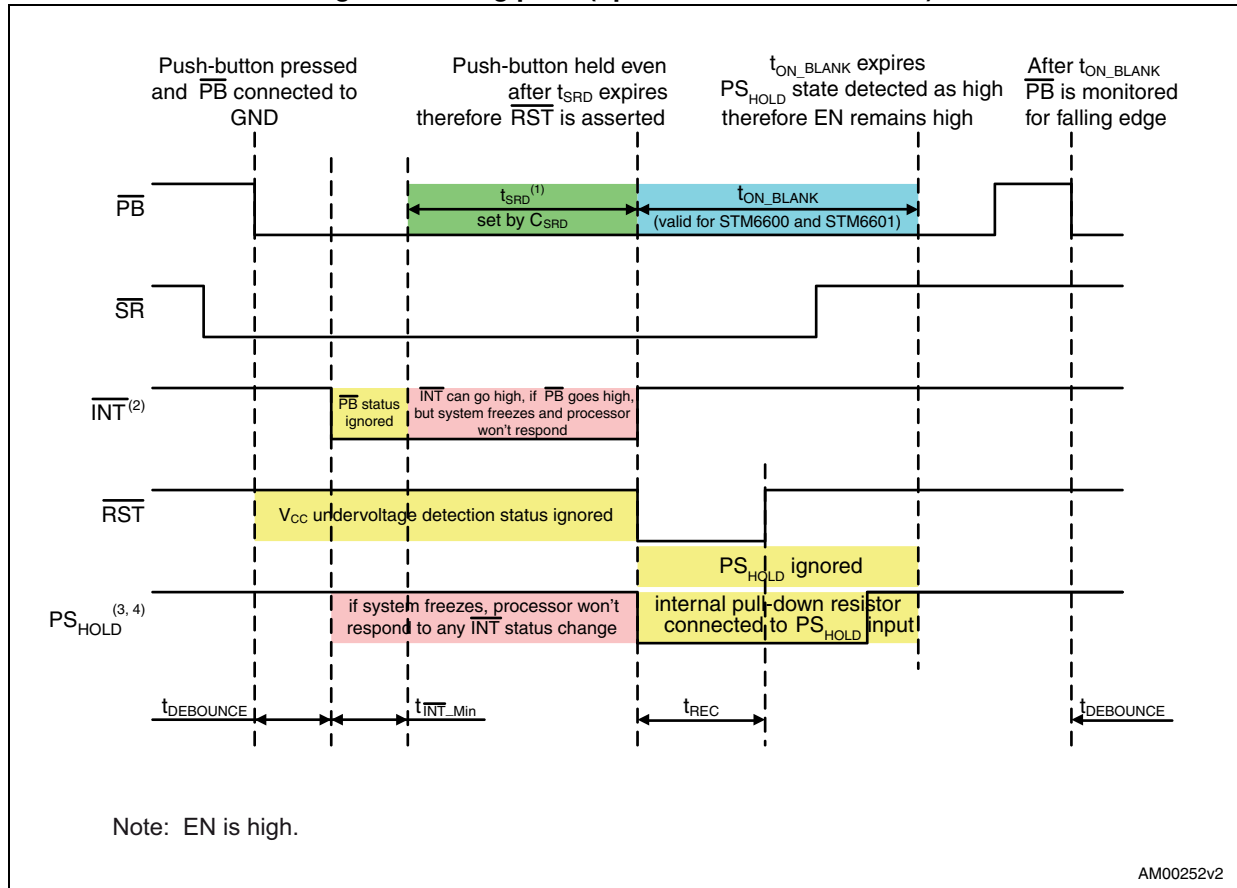 Push-button pressed
and PB connected to
GND
Push-button held even
after tSRD expires
therefore RST is asserted
tON_BLANK expires
PSHOLD state detected as high
therefore EN remains high
After tON_BLANK
PB is monitored
for falling edge
PB
tSRD(1)
set by CSRD
tON_BLANK
(valid for STM6600 and STM6601)
SR
INT(2)
PB status
ignored
INT can go high, if PB goes high,
but system freezes and processor
won't respond
RST
VCC undervoltage detection status ignored
PSHOLD ignored
PSHOLD(3, 4)
if system freezes, processor won't
respond to any INT status change
internal pull-down resistor
connected to PSHOLD input
tDEBOUNCE
tINT_Min
tREC
tDEBOUNCE
Note: EN is high.
AM00252v2